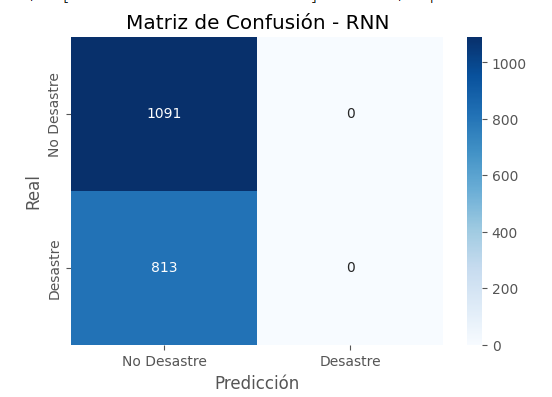 Matriz de Confusión - RNN
No Desastre
Desastre
Real
1091
0
813
0
No Desastre
Desastre
Predicción
1000
800
600
400
200
0